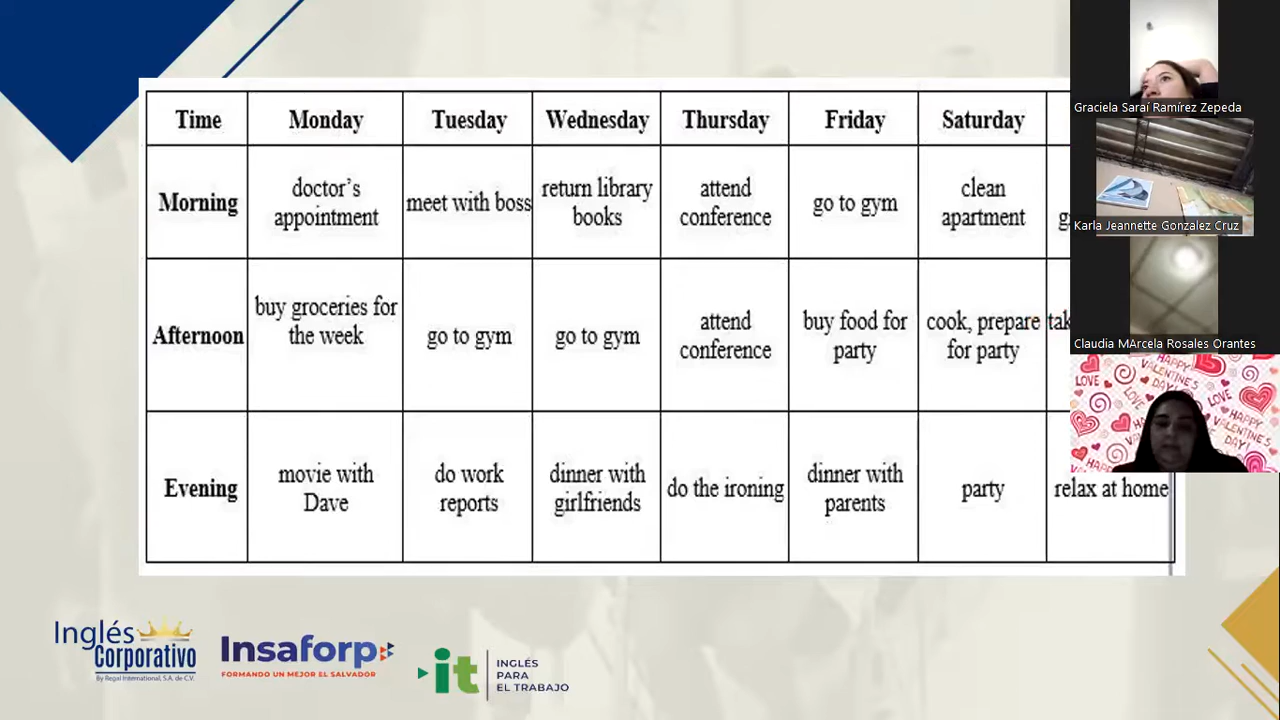 Time Monday Tuesday Wednesday Thursday Friday Saturday
Morning doctor's appointment meet with boss return library books attend conference go to gym clean apartment
Afternoon buy groceries for the week go to gym go to gym attend conference buy food for party cook, prepare for party
Evening movie with Dave do work reports dinner with girlfriends do the ironing dinner with parents party relax at home
Graciela Saraí Ramírez Zepeda
Karla Jeannette Gonzalez Cruz
Claudia MArcela Rosales Orantes
HAPPY VALENTINE'S DAY!
LOVE
Inglés
Corporativo
By Regal International, S.A. de C.V.
Insaforp
FORMANDO UN MEJOR EL SALVADOR
it
INGLÉS
PARA
EL TRABAJO